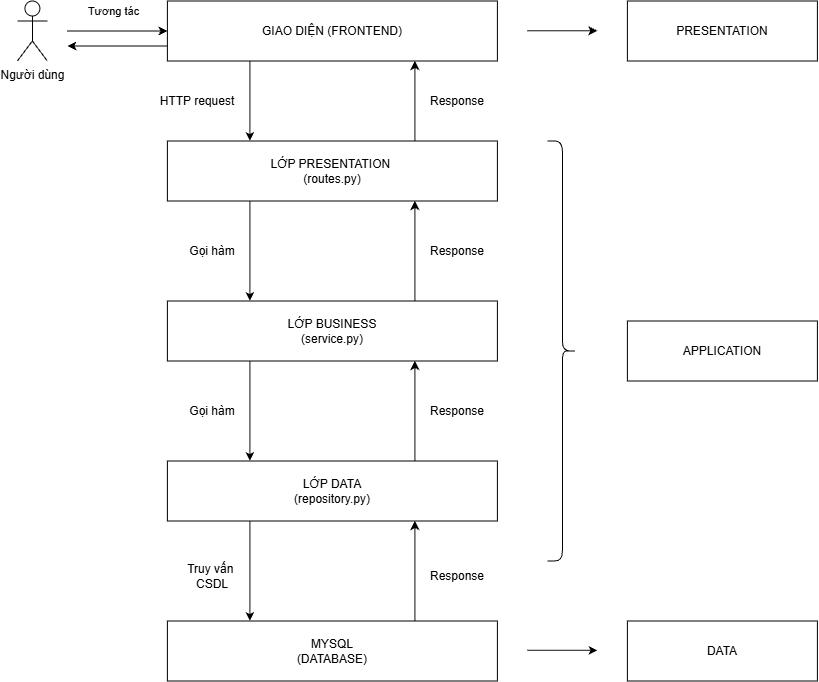 Tương tác
GIAO DIỆN (FRONTEND)
PRESENTATION
Người dùng
HTTP request
Response
LỚP PRESENTATION
(routes.py)
Gọi hàm
Response
LỚP BUSINESS
(service.py)
APPLICATION
Gọi hàm
Response
LỚP DATA
(repository.py)
Truy vấn
CSDL
Response
MYSQL
(DATABASE)
DATA